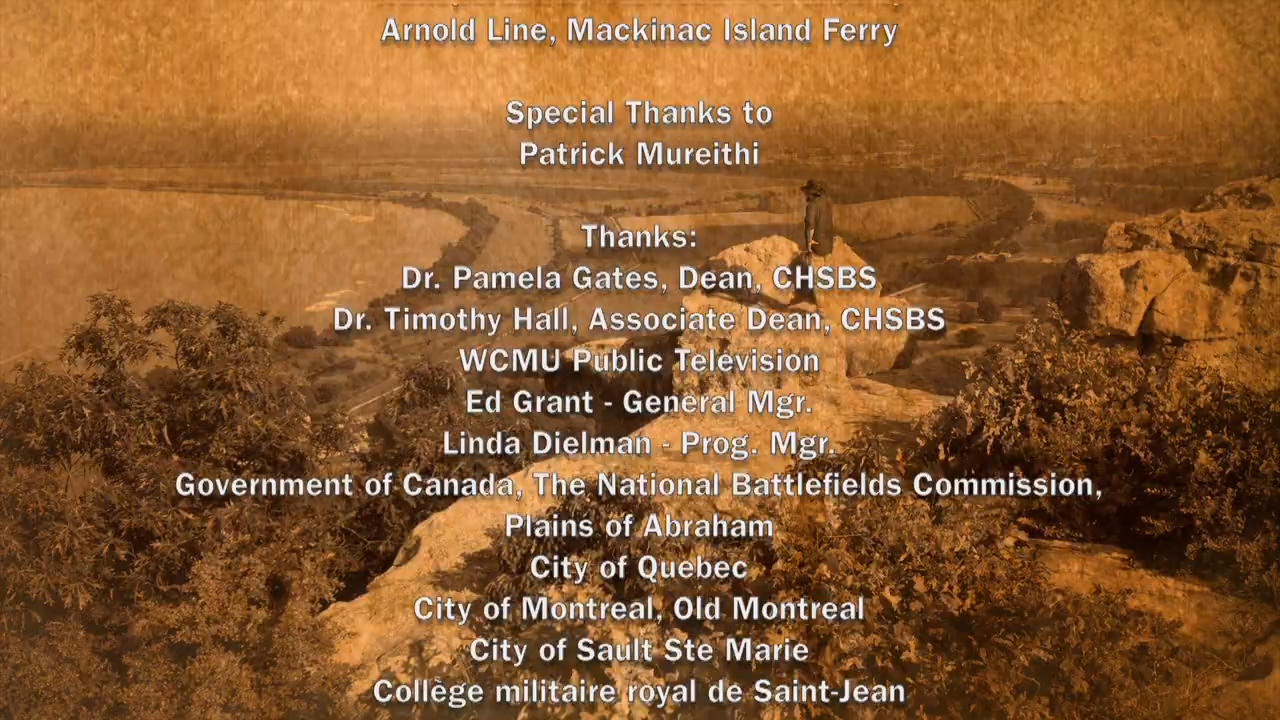 Arnold Line, Mackinac Island Ferry
Special Thanks to
Patrick Mureithi
Thanks:
Dr. Pamela Gates, Dean, CHSBS
Dr. Timothy Hall, Associate Dean, CHSBS
WCMU Public Television
Ed Grant - General Mgr.
Linda Dielman - Prog. Mgr.
Government of Canada, The National Battlefields Commission,
Plains of Abraham
City of Quebec
City of Montreal, Old Montreal
City of Sault Ste Marie
Collège militaire royal de Saint-Jean